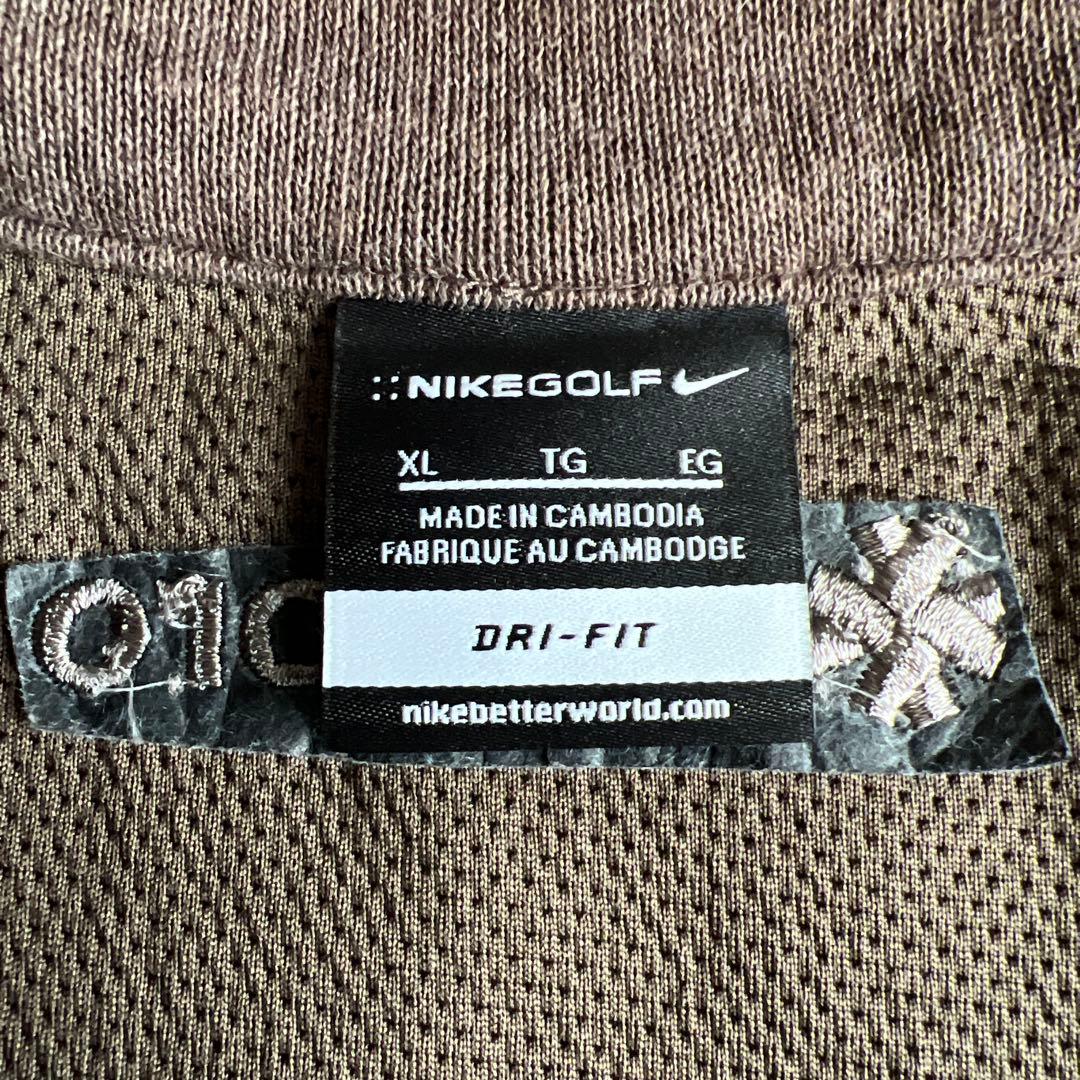 NIKEGOLF
XL TG EG
MADE IN CAMBODIA
FABRIQUE AU CAMBODGE
DRI-FIT
nikebetterworld.com